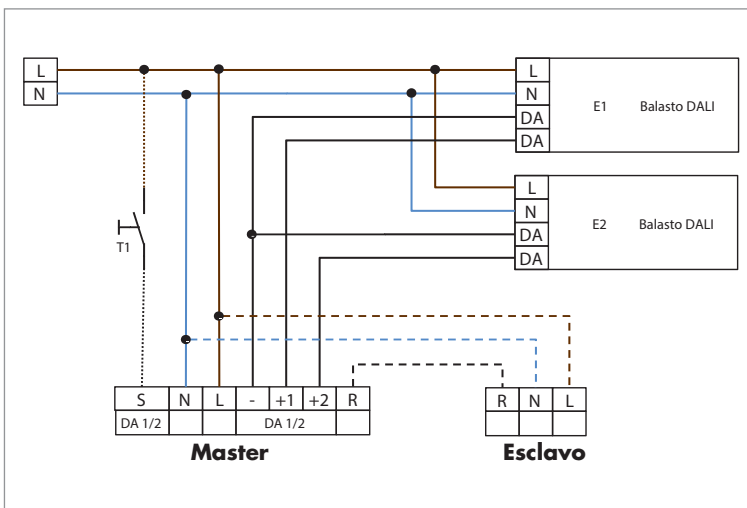 L
N
L
N
DA
DA
E1 Balasto DALI
L
N
DA
DA
E2 Balasto DALI
T1
S N L - +1 +2 R
DA 1/2 DA 1/2
Master
R N L
Esclavo